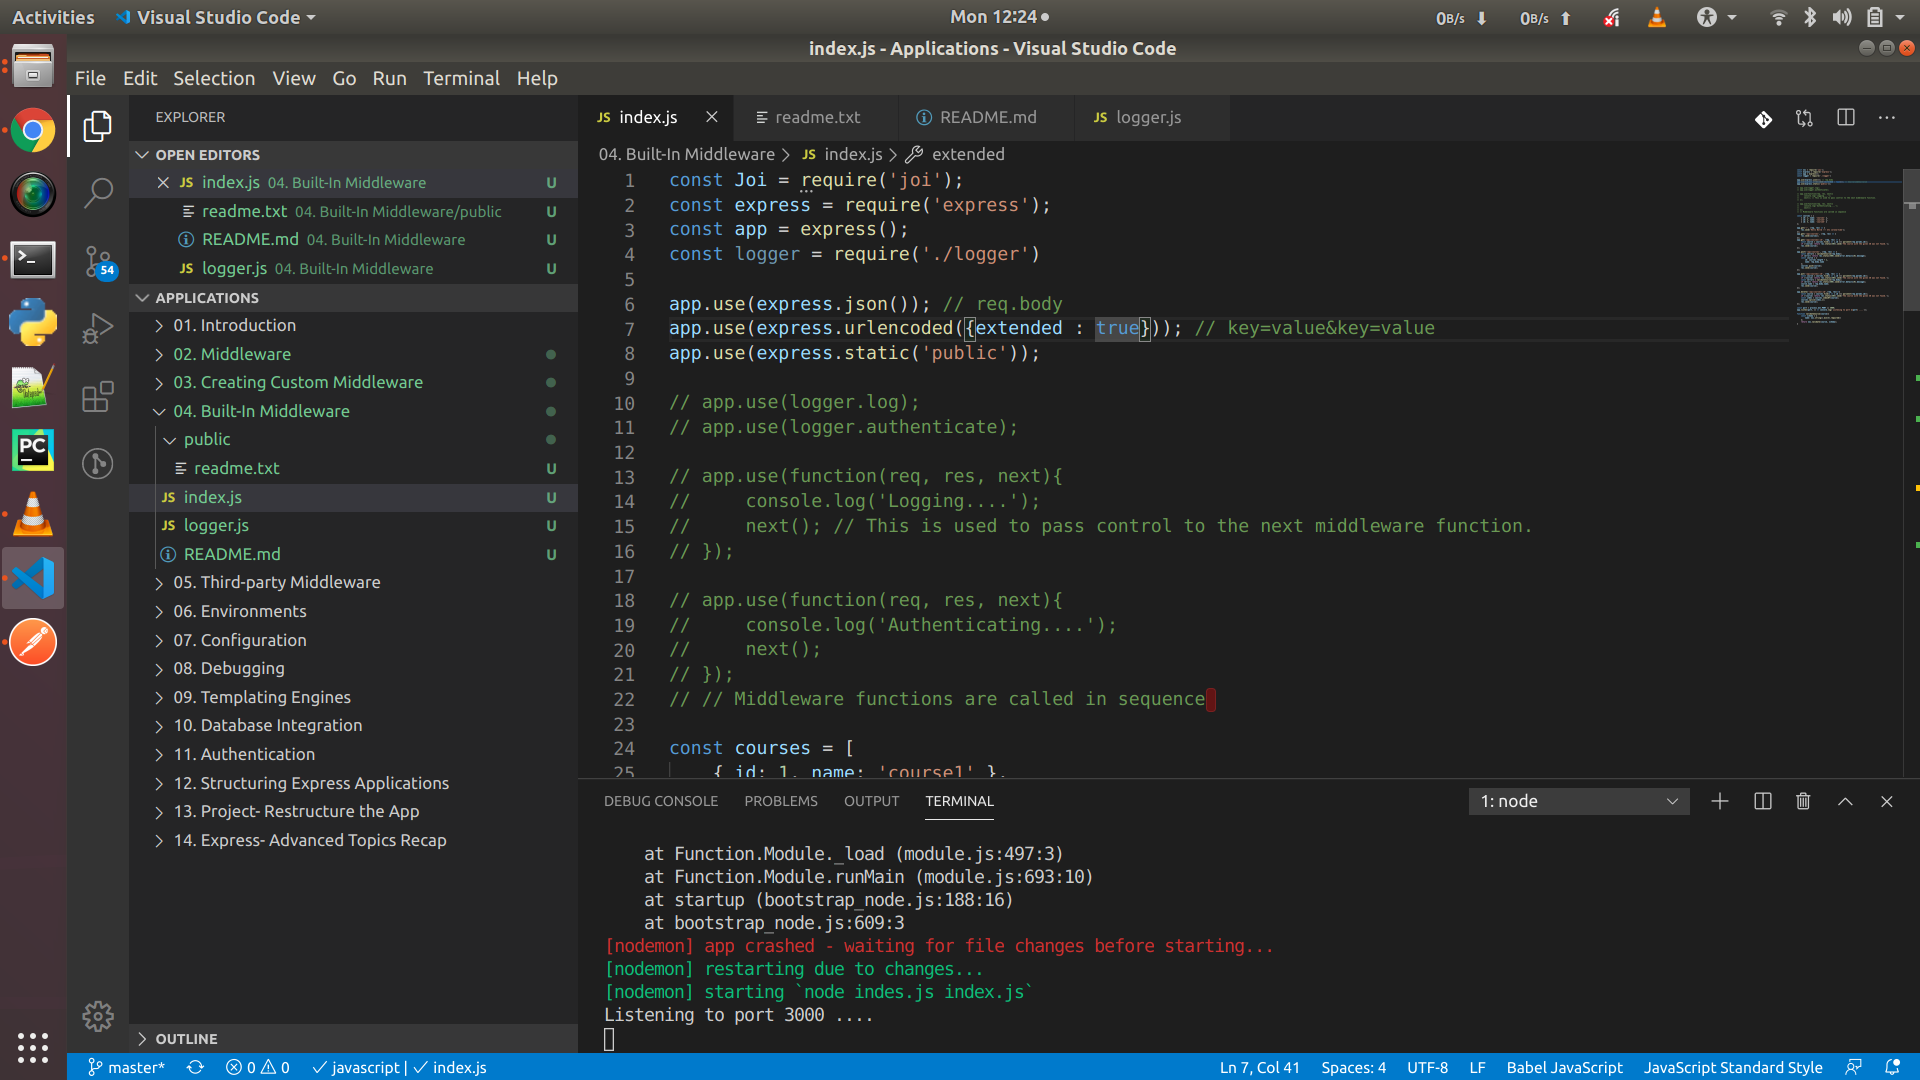 Activities Visual Studio Code Mon 12:24 0B/s 0B/s
index.js - Applications - Visual Studio Code
File Edit Selection View Go Run Terminal Help
EXPLORER
OPEN EDITORS
JS index.js 04. Built-In Middleware U
readme.txt 04. Built-In Middleware/public U
README.md 04. Built-In Middleware U
JS logger.js 04. Built-In Middleware U
54
APPLICATIONS
01. Introduction
02. Middleware
03. Creating Custom Middleware
04. Built-In Middleware
public
readme.txt U
JS index.js U
JS logger.js U
README.md U
05. Third-party Middleware
06. Environments
07. Configuration
08. Debugging
09. Templating Engines
10. Database Integration
11. Authentication
12. Structuring Express Applications
13. Project- Restructure the App
14. Express- Advanced Topics Recap
OUTLINE
PC
JS index.js readme.txt README.md JS logger.js
04. Built-In Middleware > JS index.js > extended
1 const Joi = require('joi');
2 const express = require('express');
3 const app = express();
4 const logger = require('./logger')
5
6 app.use(express.json()); // req.body
7 app.use(express.urlencoded({extended : true})); // key=value&key=value
8 app.use(express.static('public'));
9
10 // app.use(logger.log);
11 // app.use(logger.authenticate);
12
13 // app.use(function(req, res, next){
14 //     console.log('Logging....');
15 //     next(); // This is used to pass control to the next middleware function.
16 // });
17
18 // app.use(function(req, res, next){
19 //     console.log('Authenticating....');
20 //     next();
21 // });
22 // // Middleware functions are called in sequence
23
24 const courses = [
25     { id: 1, name: 'course1' },
DEBUG CONSOLE PROBLEMS OUTPUT TERMINAL 1: node
at Function.Module._load (module.js:497:3)
at Function.Module.runMain (module.js:693:10)
at startup (bootstrap_node.js:188:16)
at bootstrap_node.js:609:3
[nodemon] app crashed - waiting for file changes before starting...
[nodemon] restarting due to changes...
[nodemon] starting `node indes.js index.js`
Listening to port 3000 ....
master* 0 0 javascript | index.js Ln 7, Col 41 Spaces: 4 UTF-8 LF Babel JavaScript JavaScript Standard Style